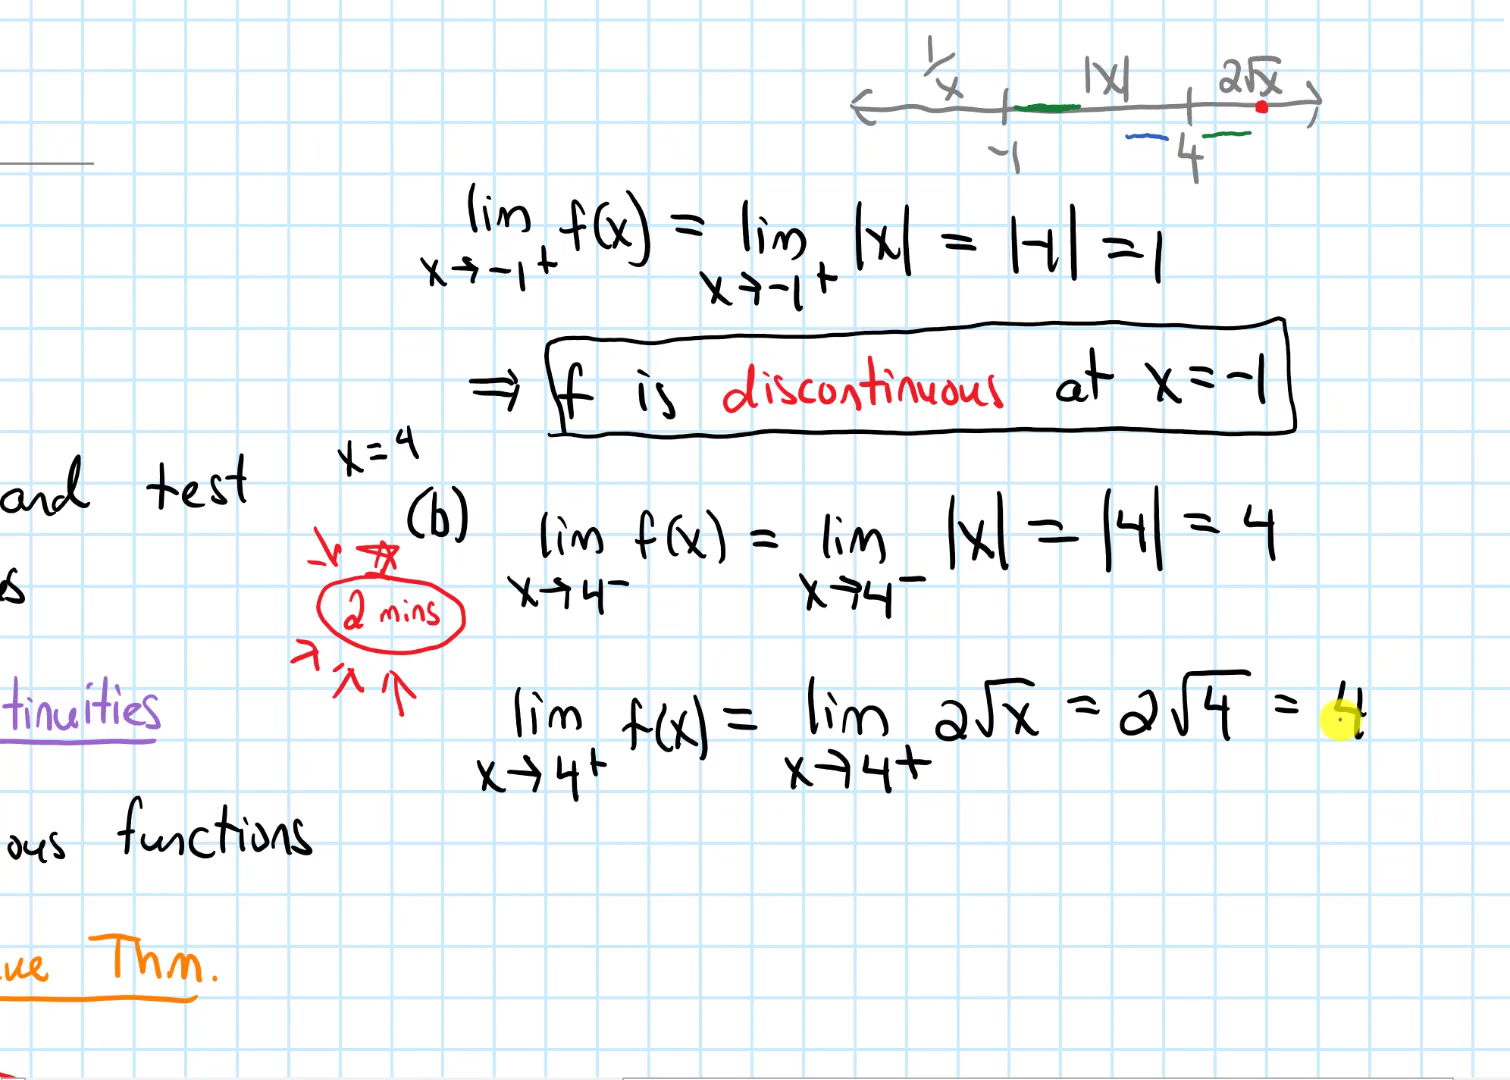 1/x |x| 2√x
-1 4
lim f(x) = lim |x| = |-1| = 1
x→-1⁺ x→-1⁺
⇒ f is discontinuous at x = -1
x = 4
and test
(b) lim f(x) = lim |x| = |4| = 4
x→4⁻ x→4⁻
2 mins
tinuities
lim f(x) = lim 2√x = 2√4 = 4
x→4⁺ x→4⁺
ous functions
ue Thm.